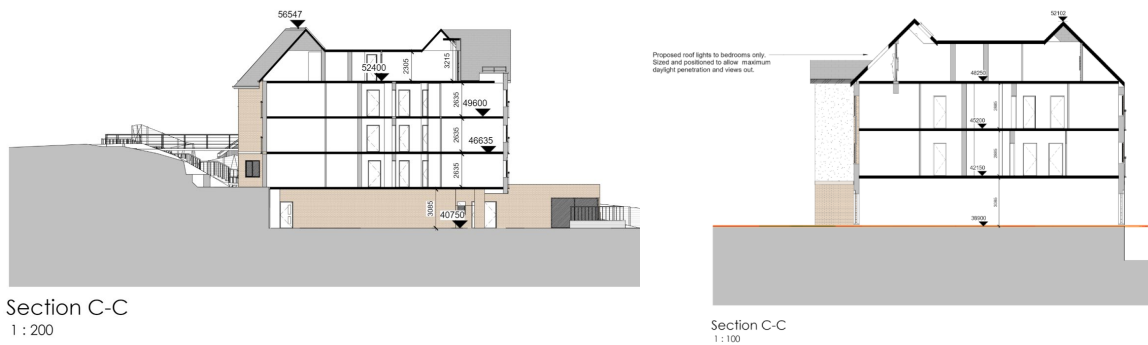 56547
52400
2305
3215
2635
49600
2635
46635
2635
3085
40750
Section C-C
1 : 200
52102
Proposed roof lights to bedrooms only.
Sized and positioned to allow maximum
daylight penetration and views out.
48250
45200
42150
38900
Section C-C
1 : 100